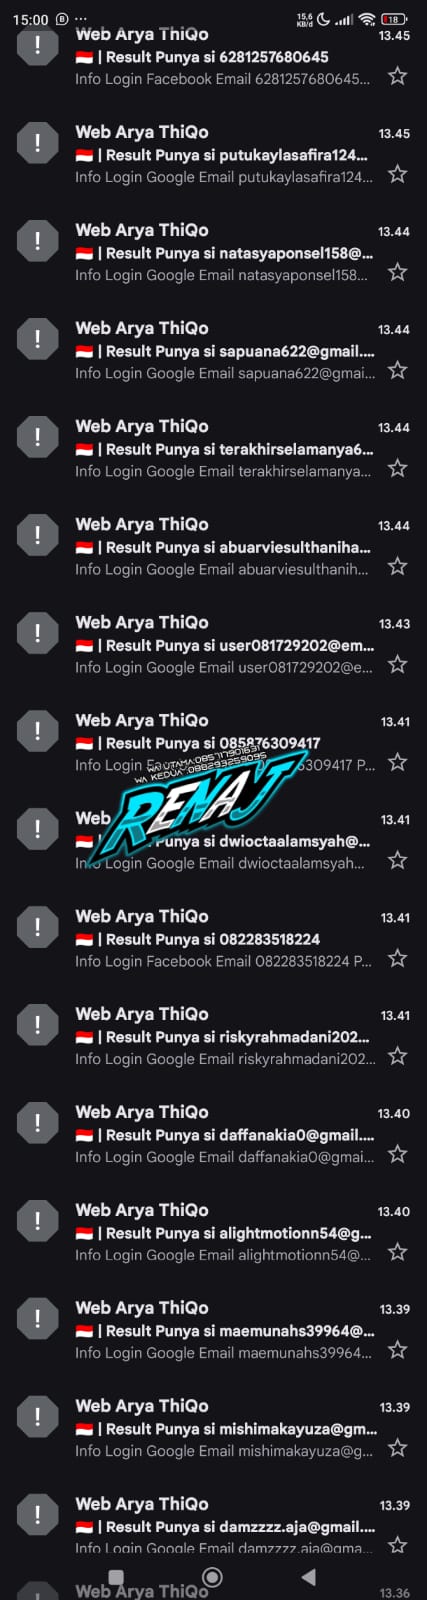 15:00
15,6 KB/d
18
Web Arya ThiQo
13.45
🇮🇩 | Result Punya si 6281257680645
Info Login Facebook Email 6281257680645...
Web Arya ThiQo
13.45
🇮🇩 | Result Punya si putukaylasafira124...
Info Login Google Email putukaylasafira124...
Web Arya ThiQo
13.44
🇮🇩 | Result Punya si natasyaponsel158@...
Info Login Google Email natasyaponsel158...
Web Arya ThiQo
13.44
🇮🇩 | Result Punya si sapuana622@gmail....
Info Login Google Email sapuana622@gmai...
Web Arya ThiQo
13.44
🇮🇩 | Result Punya si terakhirselamanya6...
Info Login Google Email terakhirselamanya...
Web Arya ThiQo
13.44
🇮🇩 | Result Punya si abuarviesulthaniha...
Info Login Google Email abuarviesulthanih...
Web Arya ThiQo
13.43
🇮🇩 | Result Punya si user081729202@em...
Info Login Google Email user081729202@e...
Web Arya ThiQo
13.41
🇮🇩 | Result Punya si 085876309417
Info Login 6309417 P...
WA UTAMA:085717901631
WA KEDUA :088293259095
RENAJ
Web
13.41
🇮🇩 | Punya si dwioctaalamsyah@...
Info Login Google Email dwioctaalamsyah...
Web Arya ThiQo
13.41
🇮🇩 | Result Punya si 082283518224
Info Login Facebook Email 082283518224 P...
Web Arya ThiQo
13.41
🇮🇩 | Result Punya si riskyrahmadani202...
Info Login Google Email riskyrahmadani202...
Web Arya ThiQo
13.40
🇮🇩 | Result Punya si daffanakia0@gmail....
Info Login Google Email daffanakia0@gmai...
Web Arya ThiQo
13.40
🇮🇩 | Result Punya si alightmotionn54@g...
Info Login Google Email alightmotionn54@...
Web Arya ThiQo
13.39
🇮🇩 | Result Punya si maemunahs39964@...
Info Login Google Email maemunahs39964...
Web Arya ThiQo
13.39
🇮🇩 | Result Punya si mishimakayuza@gm...
Info Login Google Email mishimakayuza@g...
Web Arya ThiQo
13.39
🇮🇩 | Result Punya si damzzzz.aja@gmail....
Info Login Google Email damzzzz.aja@gma...
Web Arya ThiQo
13.36